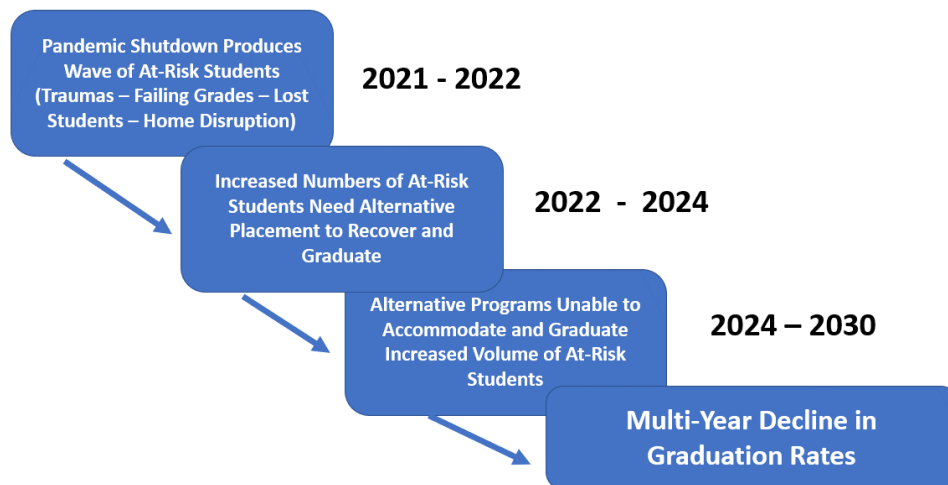 Pandemic Shutdown Produces
Wave of At-Risk Students
(Traumas – Failing Grades – Lost
Students – Home Disruption)
2021 - 2022
Increased Numbers of At-Risk
Students Need Alternative
Placement to Recover and
Graduate
2022 - 2024
Alternative Programs Unable to
Accommodate and Graduate
Increased Volume of At-Risk
Students
2024 – 2030
Multi-Year Decline in
Graduation Rates